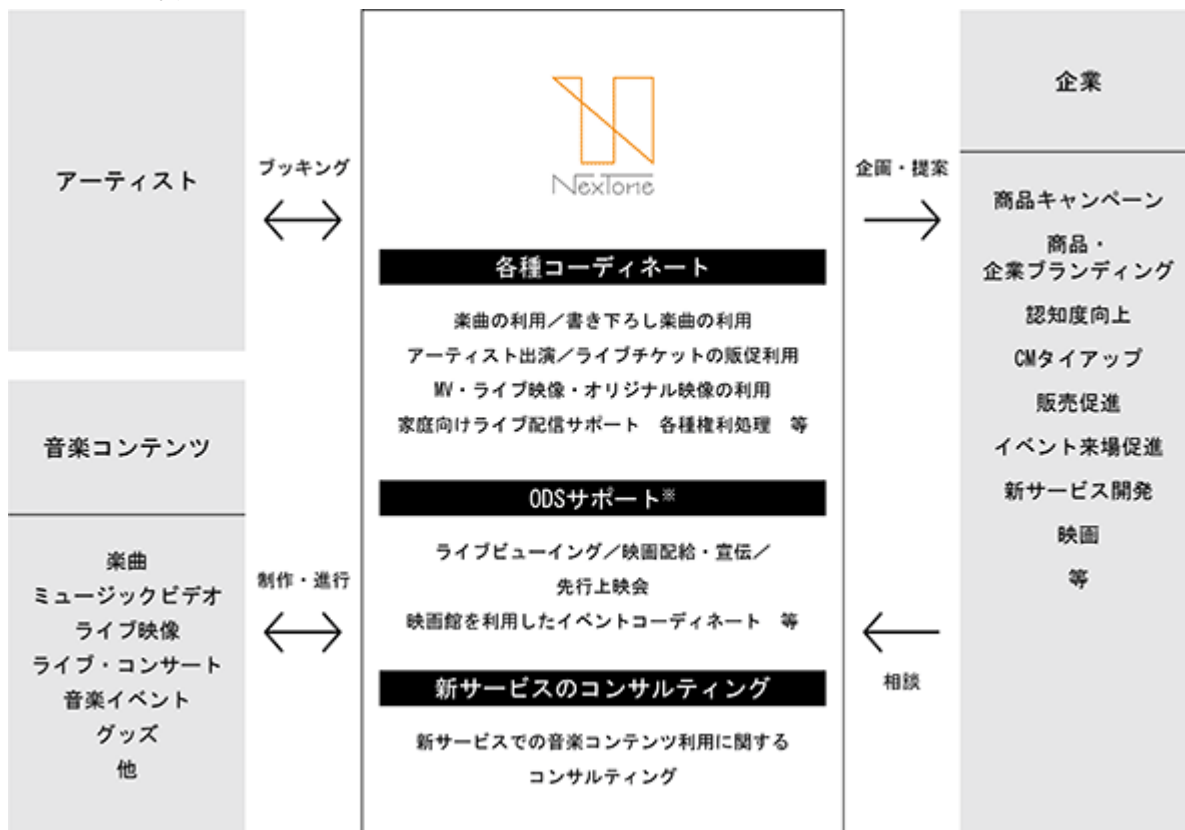 アーティスト
音楽コンテンツ
楽曲
ミュージックビデオ
ライブ映像
ライブ・コンサート
音楽イベント
グッズ
他
ブッキング
制作・進行
NexTone
各種コーディネート
楽曲の利用／書き下ろし楽曲の利用
アーティスト出演／ライブチケットの販促利用
MV・ライブ映像・オリジナル映像の利用
家庭向けライブ配信サポート　各種権利処理　等
ODSサポート※
ライブビューイング／映画配給・宣伝／
先行上映会
映画館を利用したイベントコーディネート　等
新サービスのコンサルティング
新サービスでの音楽コンテンツ利用に関する
コンサルティング
企画・提案
相談
企業
商品キャンペーン
商品・
企業ブランディング
認知度向上
CMタイアップ
販売促進
イベント来場促進
新サービス開発
映画
等